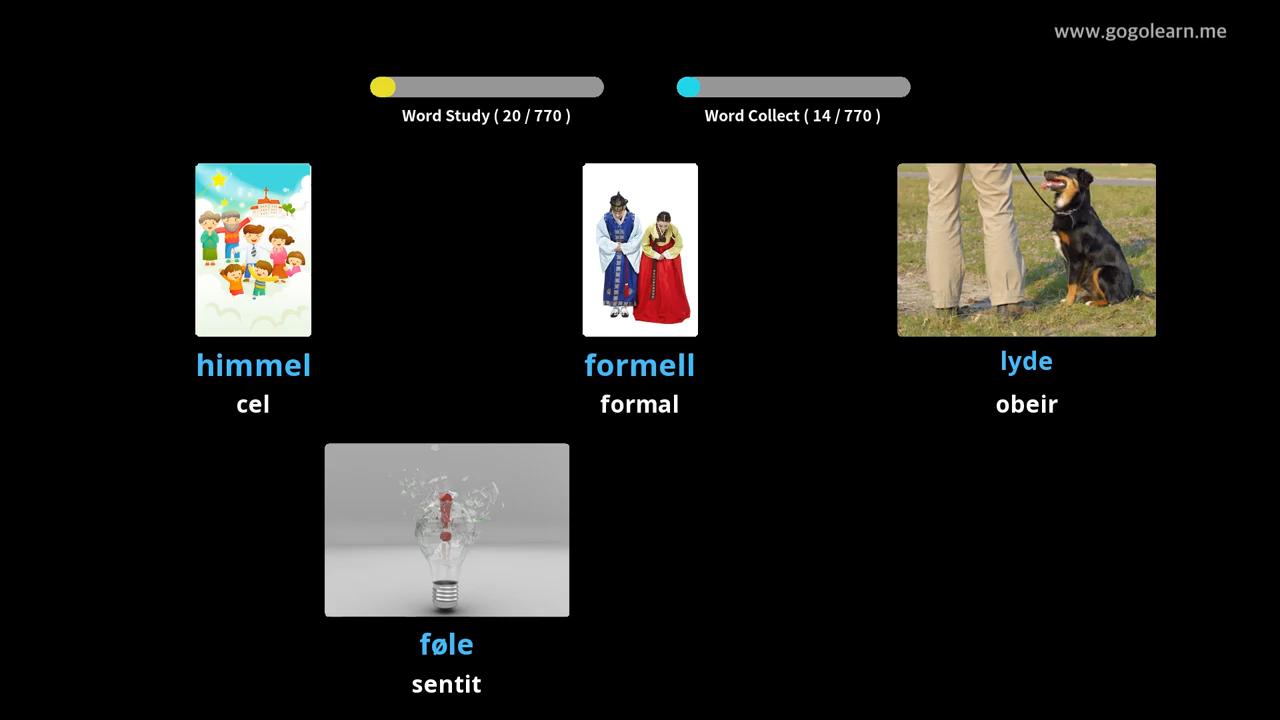 www.gogolearn.me
Word Study ( 20 / 770 )
Word Collect ( 14 / 770 )
himmel
cel
formell
formal
lyde
obeir
føle
sentit